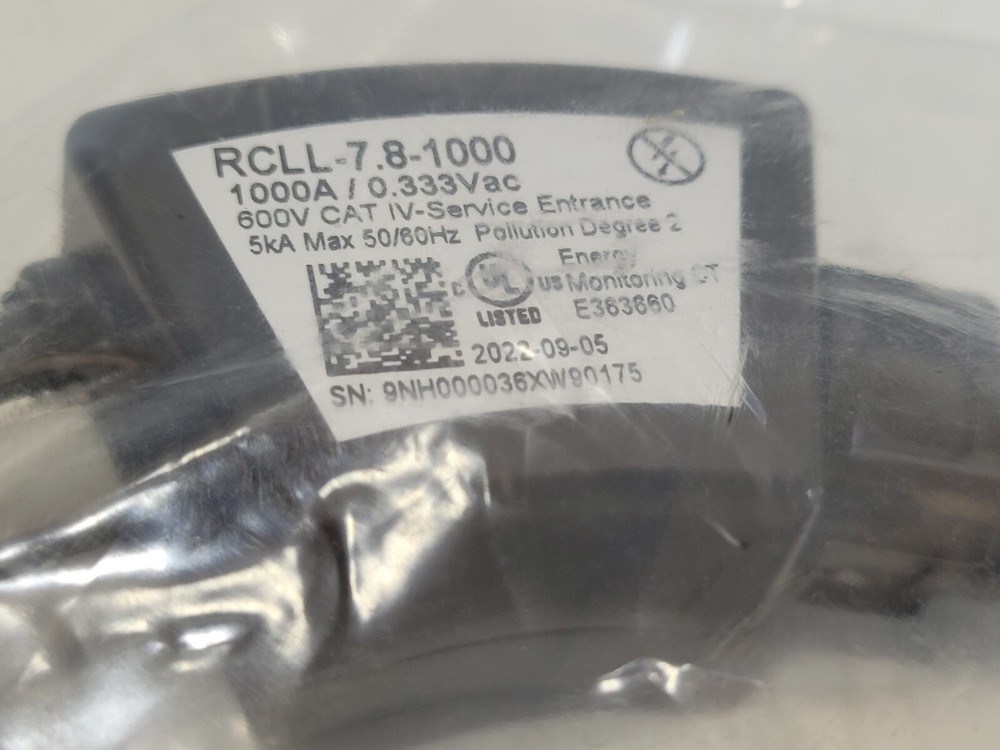 RCLL-7.8-1000
1000A / 0.333Vac
600V CAT IV-Service Entrance
5kA Max 50/60Hz Pollution Degree 2
C UL US
LISTED
Energy
Monitoring CT
E363660
2022-09-05
SN: 9NH000036XW90175